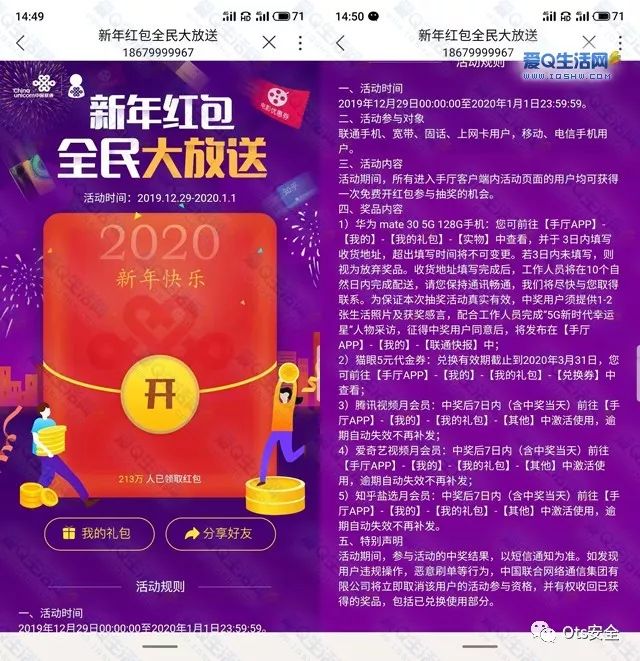 14:49
HD
71
新年红包全民大放送
18679999967
China
unicom中国联通
电影优惠券
新年红包
全民大放送
活动时间：2019.12.29-2020.1.1
知乎
2020
新年快乐
开
213万 人已领取红包
我的礼包
分享好友
活动规则
一、活动时间
2019年12月29日00:00:00至2020年1月1日23:59:59。
14:50
HD
71
新年红包全民大放送
18679999967
爱Q生活网
www.iqshw.com
活动规则
一、活动时间
2019年12月29日00:00:00至2020年1月1日23:59:59。
二、活动参与对象
联通手机、宽带、固话、上网卡用户，移动、电信手机用
户。
三、活动内容
活动期间，所有进入手厅客户端内活动页面的用户均可获得
一次免费开红包参与抽奖的机会。
四、奖品内容
1）华为 mate 30 5G 128G手机：您可前往【手厅APP】-
【我的】-【我的礼包】-【实物】中查看，并于 3日内填写
收货地址，超出填写时间将不可变更。若3日内未填写，则
视为放弃奖品。收货地址填写完成后，工作人员将在10个自
然日内完成配送，请您保持通讯畅通，我们将尽快与您取得
联系。为保证本次抽奖活动真实有效，中奖用户须提供1-2
张生活照片及获奖感言，配合工作人员完成“5G新时代幸运
星”人物采访，征得中奖用户同意后，将发布在【手厅
APP】-【我的】-【联通快报】中；
2）猫眼5元代金券：兑换有效期截止到2020年3月31日，您
可前往【手厅APP】-【我的】-【我的礼包】-【兑换券】中
查看；
3）腾讯视频月会员：中奖后7日内（含中奖当天）前往【手
厅APP】-【我的】-【我的礼包】-【其他】中激活使用，逾
期自动失效不再补发；
4）爱奇艺视频月会员：中奖后7日内（含中奖当天）前往
【手厅APP】-【我的】-【我的礼包】-【其他】中激活使
用，逾期自动失效不再补发；
5）知乎盐选月会员：中奖后7日内（含中奖当天）前往【手
厅APP】-【我的】-【我的礼包】-【其他】中激活使用，逾
期自动失效不再补发。
五、特别声明
活动期间，参与活动的中奖结果，以短信通知为准。如发现
用户违规操作，恶意刷单等行为，中国联合网络通信集团有
限公司将立即取消该用户的活动参与资格，并有权收回已获
得的奖品，包括已兑换使用部分。
Ots安全